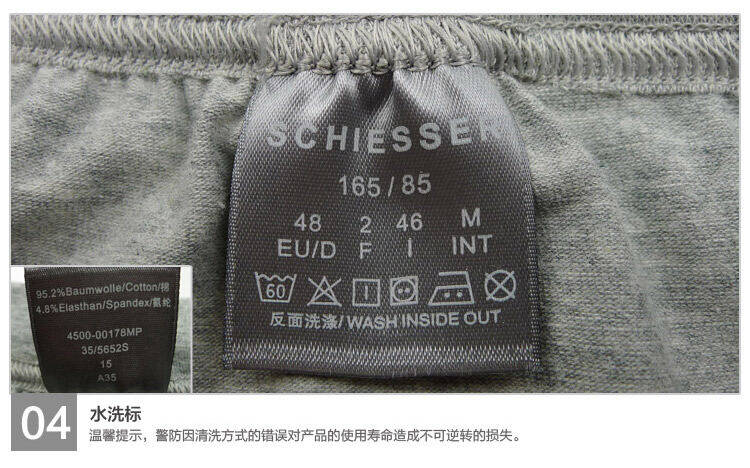 SCHIESSER
165/85
48 2 46 M
EU/D F I INT
60
反面洗涤/WASH INSIDE OUT
95.2%Baumwolle/Cotton/棉
4.8%Elasthan/Spandex/氨纶
4500-00178MP
35/5652S
15
A35
04
水洗标
温馨提示，警防因清洗方式的错误对产品的使用寿命造成不可逆转的损失。